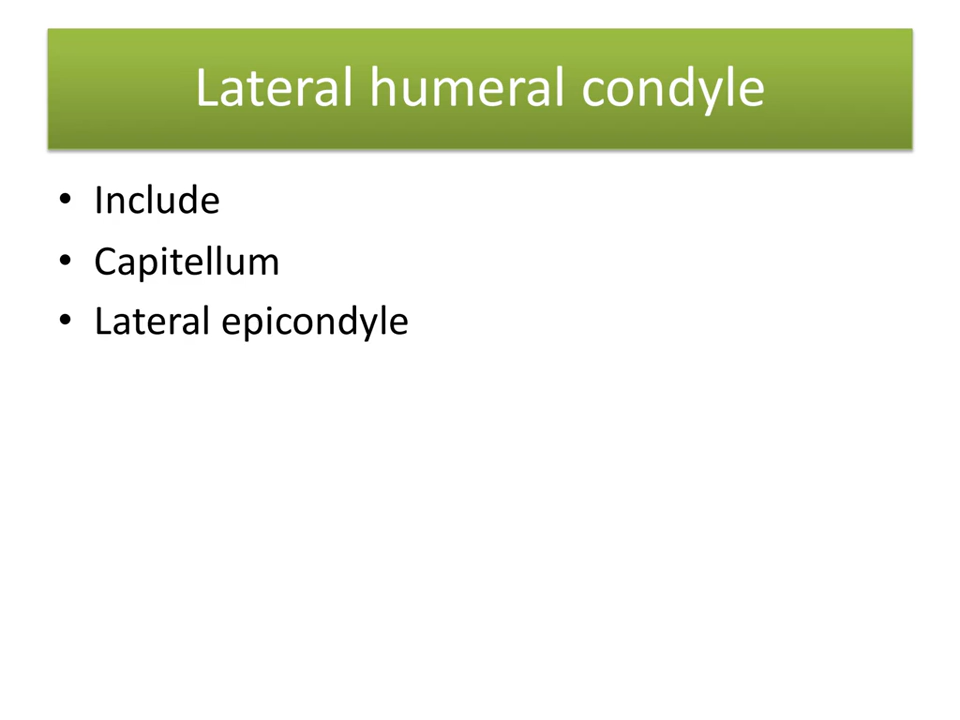 Lateral humeral condyle
• Include
• Capitellum
• Lateral epicondyle